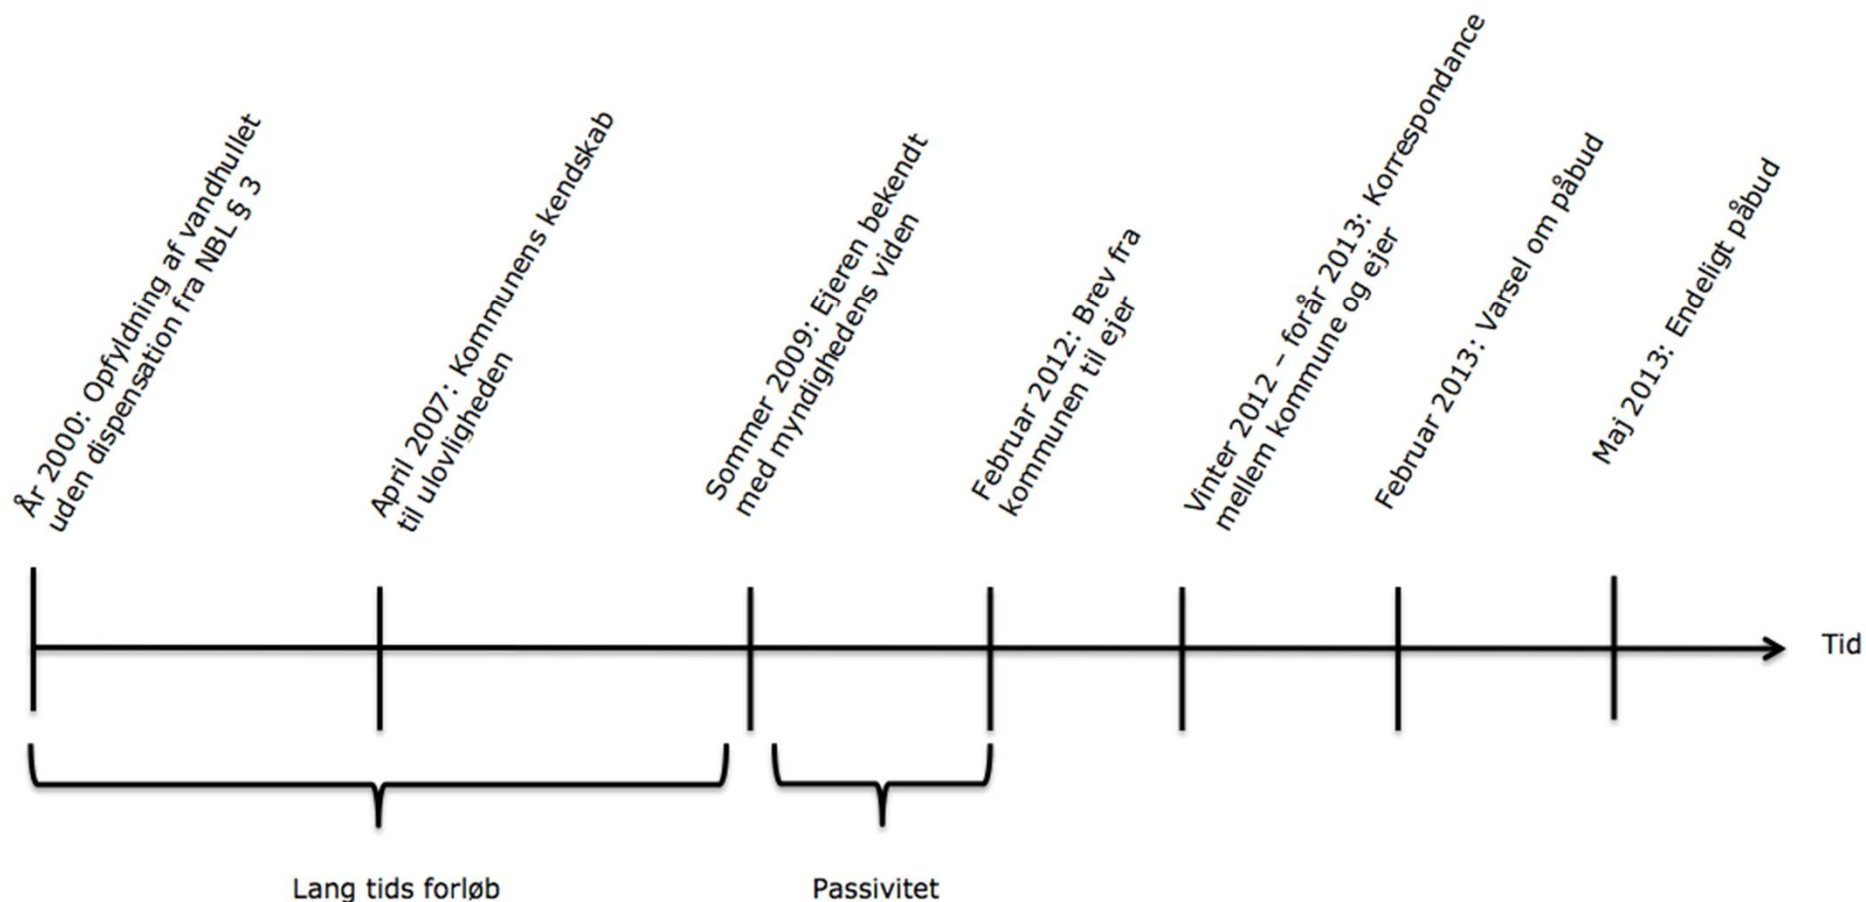 År 2000: Opfyldning af vandhullet
uden dispensation fra NBL § 3
April 2007: Kommunens kendskab
til ulovligheden
Sommer 2009: Ejeren bekendt
med myndighedens viden
Februar 2012: Brev fra
kommunen til ejer
Vinter 2012 – forår 2013: Korrespondance
mellem kommune og ejer
Februar 2013: Varsel om påbud
Maj 2013: Endeligt påbud
Tid
Lang tids forløb
Passivitet